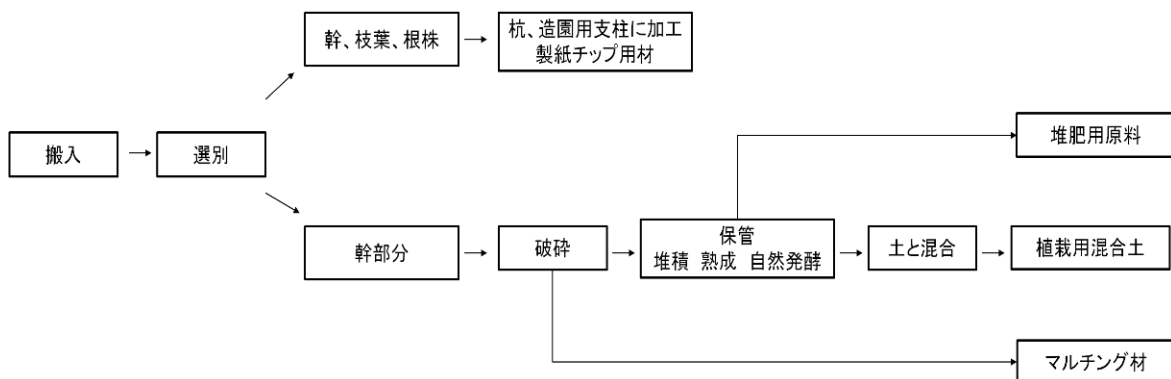 幹、枝葉、根株
杭、造園用支柱に加工
製紙チップ用材
搬入
選別
堆肥用原料
幹部分
破砕
保管
堆積 熟成 自然発酵
土と混合
植栽用混合土
マルチング材